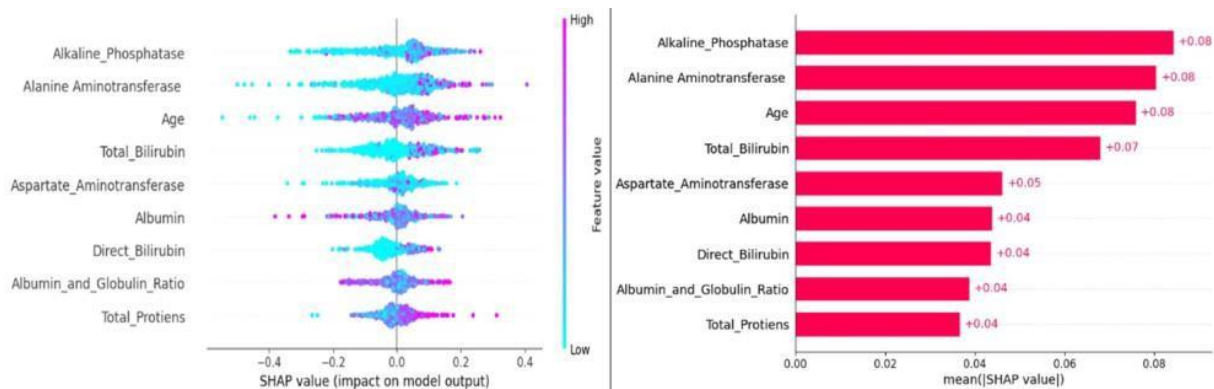 High
Alkaline_Phosphatase
Alanine Aminotransferase
Age
Total_Bilirubin
Aspartate_Aminotransferase
Albumin
Direct_Bilirubin
Albumin_and_Globulin_Ratio
Total_Protiens
Feature value
Low
−0.4
−0.2
0.0
0.2
0.4
SHAP value (impact on model output)
Alkaline_Phosphatase
+0.08
Alanine Aminotransferase
+0.08
Age
+0.08
Total_Bilirubin
+0.07
Aspartate_Aminotransferase
+0.05
Albumin
+0.04
Direct_Bilirubin
+0.04
Albumin_and_Globulin_Ratio
+0.04
Total_Protiens
+0.04
0.00
0.02
0.04
0.06
0.08
mean(|SHAP value|)